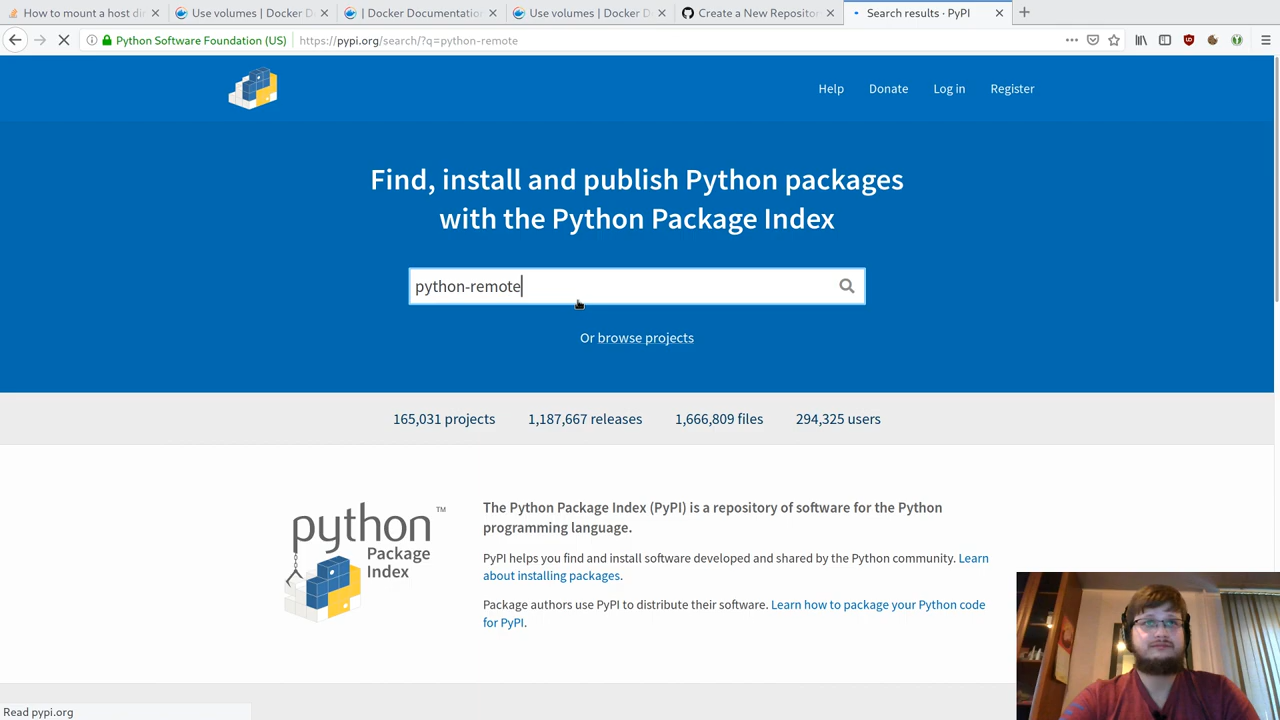 How to mount a host di
Use volumes | Docker D
| Docker Documentatio
Use volumes | Docker D
Create a New Repositor
Search results · PyPI
Python Software Foundation (US)
https://pypi.org/search/?q=python-remote
Help
Donate
Log in
Register
Find, install and publish Python packages
with the Python Package Index
python-remote
Or browse projects
165,031 projects
1,187,667 releases
1,666,809 files
294,325 users
python™
Package
Index
The Python Package Index (PyPI) is a repository of software for the Python
programming language.
PyPI helps you find and install software developed and shared by the Python community. Learn
about installing packages.
Package authors use PyPI to distribute their software. Learn how to package your Python code
for PyPI.
Read pypi.org